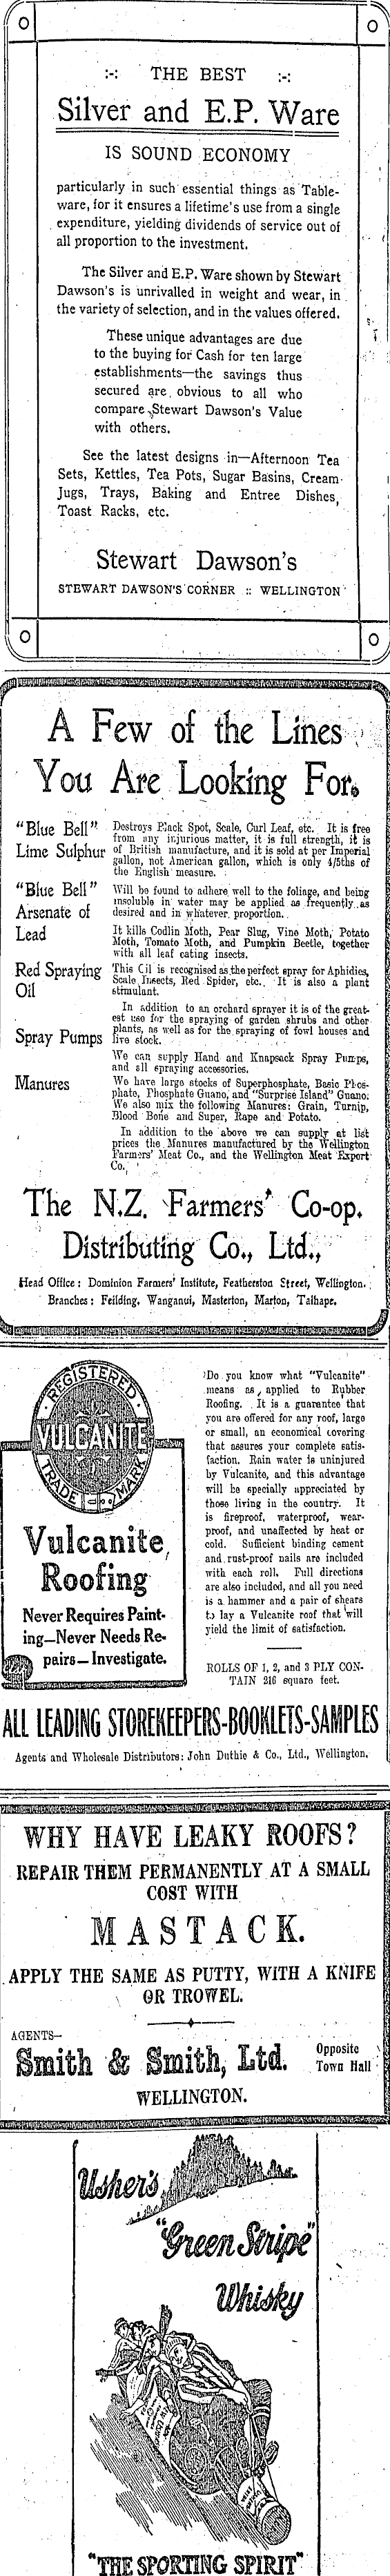 :-: THE BEST :-:
Silver and E.P. Ware
IS SOUND ECONOMY
particularly in such essential things as Table-
ware, for it ensures a lifetime's use from a single
expenditure, yielding dividends of service out of
all proportion to the investment.
The Silver and E.P. Ware shown by Stewart
Dawson's is unrivalled in weight and wear, in
the variety of selection, and in the values offered.
These unique advantages are due
to the buying for Cash for ten large
establishments—the savings thus
secured are obvious to all who
compare Stewart Dawson's Value
with others.
See the latest designs in—Afternoon Tea
Sets, Kettles, Tea Pots, Sugar Basins, Cream
Jugs, Trays, Baking and Entree Dishes,
Toast Racks, etc.
Stewart Dawson's
STEWART DAWSON'S CORNER :: WELLINGTON
A Few of the Lines
You Are Looking For.
"Blue Bell"
Lime Sulphur
Destroys Black Spot, Scale, Curl Leaf, etc. It is free
from any injurious matter, it is full strength, it is
of British manufacture, and it is sold at per Imperial
gallon, not American gallon, which is only 4/5ths of
the English measure.
"Blue Bell"
Arsenate of
Lead
Will be found to adhere well to the foliage, and being
insoluble in water may be applied as frequently as
desired and in whatever proportion.
It kills Codlin Moth, Pear Slug, Vine Moth, Potato
Moth, Tomato Moth, and Pumpkin Beetle, together
with all leaf eating insects.
Red Spraying
Oil
This Oil is recognised as the perfect spray for Aphidies,
Scale Insects, Red Spider, etc. It is also a plant
stimulant.
In addition to an orchard sprayer it is of the great-
est use for the spraying of garden shrubs and other
plants, as well as for the spraying of fowl houses and
live stock.
Spray Pumps
We can supply Hand and Knapsack Spray Pumps,
and all spraying accessories.
Manures
We have large stocks of Superphosphate, Basic Phos-
phate, Phosphate Guano, and "Surprise Island" Guano.
We also mix the following Manures: Grain, Turnip,
Blood Bone and Super, Rape and Potato.
In addition to the above we can supply at list
prices the Manures manufactured by the Wellington
Farmers' Meat Co., and the Wellington Meat Export
Co.
The N.Z. Farmers' Co-op.
Distributing Co., Ltd.,
Head Office: Dominion Farmers' Institute, Featherston Street, Wellington.
Branches: Feilding, Wanganui, Masterton, Marton, Taihape.
REGISTERED
VULCANITE
TRADE MARK
Vulcanite
Roofing
Never Requires Paint-
ing—Never Needs Re-
pairs—Investigate.
Do you know what "Vulcanite"
means as applied to Rubber
Roofing. It is a guarantee that
you are offered for any roof, large
or small, an economical covering
that assures your complete satis-
faction. Rain water is uninjured
by Vulcanite, and this advantage
will be specially appreciated by
those living in the country. It
is fireproof, waterproof, wear-
proof, and unaffected by heat or
cold. Sufficient binding cement
and rust-proof nails are included
with each roll. Full directions
are also included, and all you need
is a hammer and a pair of shears
to lay a Vulcanite roof that will
yield the limit of satisfaction.
ROLLS OF 1, 2, and 3 PLY CON-
TAIN 216 square feet.
ALL LEADING STOREKEEPERS-BOOKLETS-SAMPLES
Agents and Wholesale Distributors: John Duthie & Co., Ltd., Wellington.
WHY HAVE LEAKY ROOFS?
REPAIR THEM PERMANENTLY AT A SMALL
COST WITH
MASTACK.
APPLY THE SAME AS PUTTY, WITH A KNIFE
OR TROWEL.
AGENTS—
Smith & Smith, Ltd.
Opposite
Town Hall
WELLINGTON.
Usher's
"Green Stripe"
Whisky
"THE SPORTING SPIRIT"